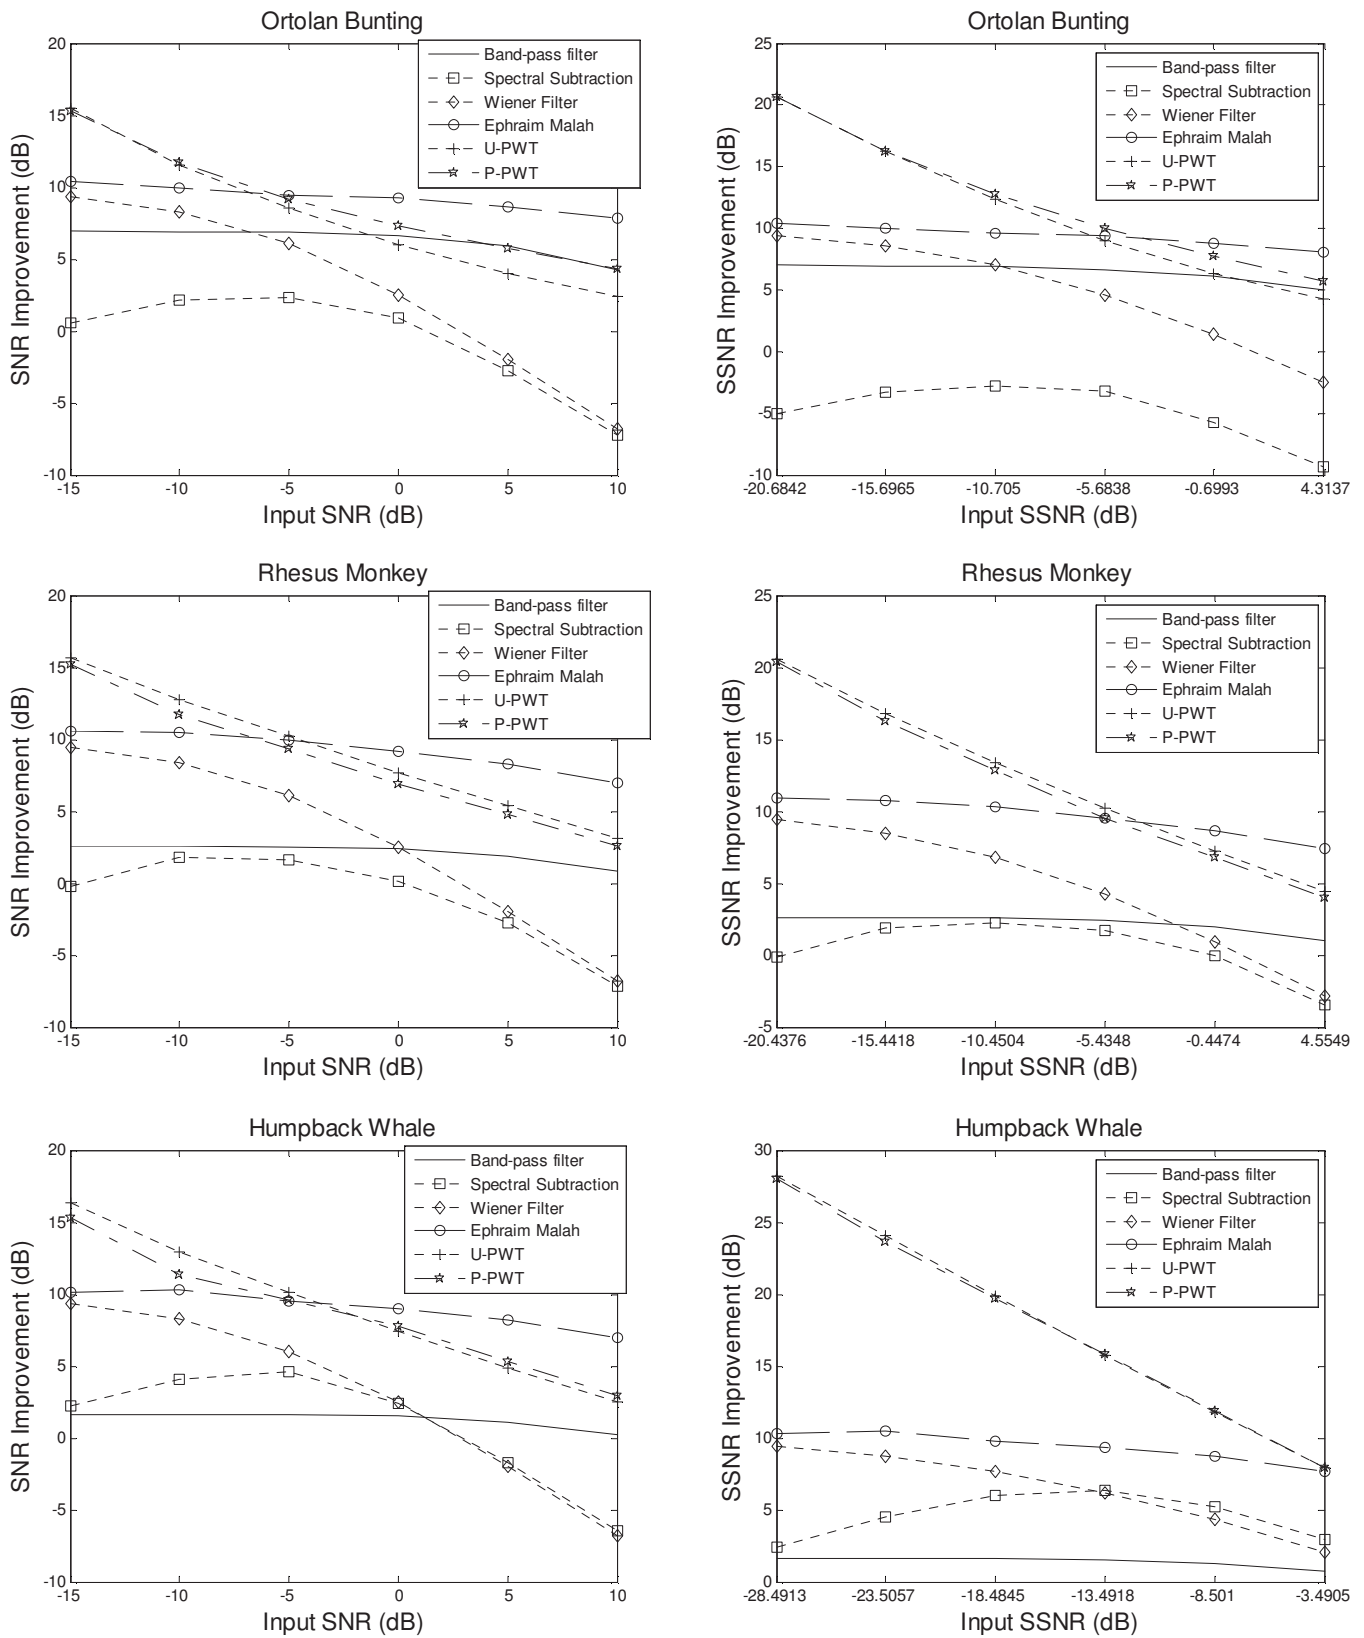 Ortolan Bunting
20
15
10
5
0
-5
-10
-15
-10
-5
0
5
10
SNR Improvement (dB)
Input SNR (dB)
Band-pass filter
Spectral Subtraction
Wiener Filter
Ephraim Malah
U-PWT
P-PWT
Ortolan Bunting
25
20
15
10
5
0
-5
-10
-20.6842
-15.6965
-10.705
-5.6838
-0.6993
4.3137
SSNR Improvement (dB)
Input SSNR (dB)
Band-pass filter
Spectral Subtraction
Wiener Filter
Ephraim Malah
U-PWT
P-PWT
Rhesus Monkey
20
15
10
5
0
-5
-10
-15
-10
-5
0
5
10
SNR Improvement (dB)
Input SNR (dB)
Band-pass filter
Spectral Subtraction
Wiener Filter
Ephraim Malah
U-PWT
P-PWT
Rhesus Monkey
25
20
15
10
5
0
-5
-20.4376
-15.4418
-10.4504
-5.4348
-0.4474
4.5549
SSNR Improvement (dB)
Input SSNR (dB)
Band-pass filter
Spectral Subtraction
Wiener Filter
Ephraim Malah
U-PWT
P-PWT
Humpback Whale
20
15
10
5
0
-5
-10
-15
-10
-5
0
5
10
SNR Improvement (dB)
Input SNR (dB)
Band-pass filter
Spectral Subtraction
Wiener Filter
Ephraim Malah
U-PWT
P-PWT
Humpback Whale
30
25
20
15
10
5
0
-28.4913
-23.5057
-18.4845
-13.4918
-8.501
-3.4905
SSNR Improvement (dB)
Input SSNR (dB)
Band-pass filter
Spectral Subtraction
Wiener Filter
Ephraim Malah
U-PWT
P-PWT